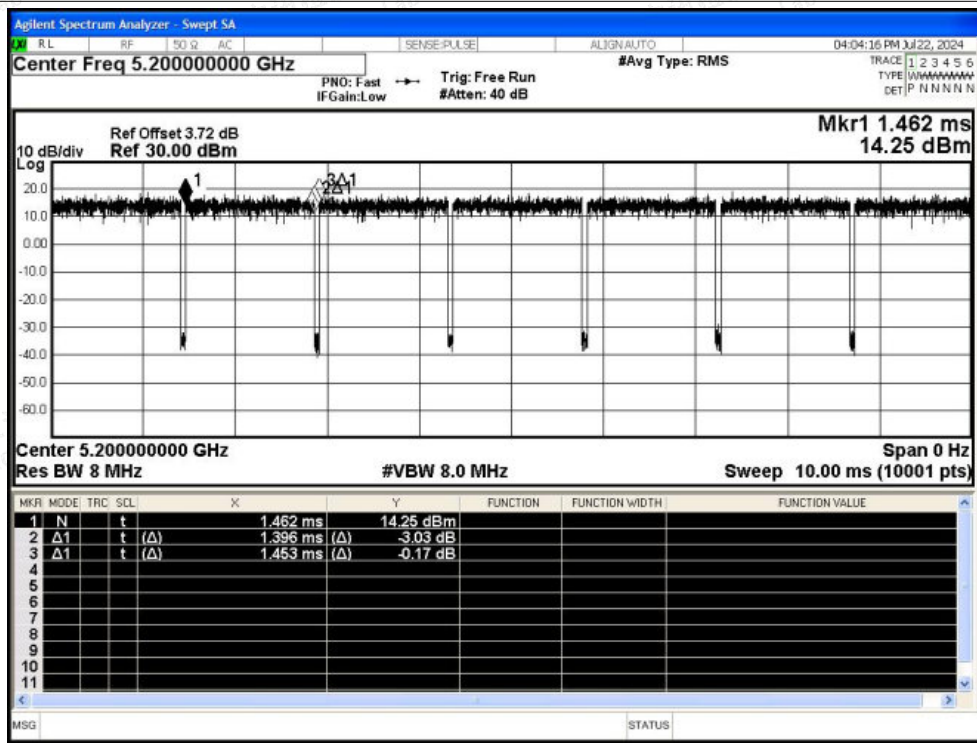 Agilent Spectrum Analyzer - Swept SA
RL RF 50 Ω AC SENSE:PULSE ALIGN AUTO 04:04:16 PM Jul 22, 2024
Center Freq 5.200000000 GHz #Avg Type: RMS TRACE 1 2 3 4 5 6
PNO: Fast Trig: Free Run TYPE WWWWWW
IFGain:Low #Atten: 40 dB DET P N N N N N
Mkr1 1.462 ms
Ref Offset 3.72 dB
10 dB/div Ref 30.00 dBm 14.25 dBm
Log
1 3Δ1
2Δ1
20.0
10.0
0.00
-10.0
-20.0
-30.0
-40.0
-50.0
-60.0
Center 5.200000000 GHz Span 0 Hz
Res BW 8 MHz #VBW 8.0 MHz Sweep 10.00 ms (10001 pts)
MKR MODE TRC SCL X Y FUNCTION FUNCTION WIDTH FUNCTION VALUE
1 N t 1.462 ms 14.25 dBm
2 Δ1 t (Δ) 1.396 ms (Δ) -3.03 dB
3 Δ1 t (Δ) 1.453 ms (Δ) -0.17 dB
4
5
6
7
8
9
10
11
MSG STATUS